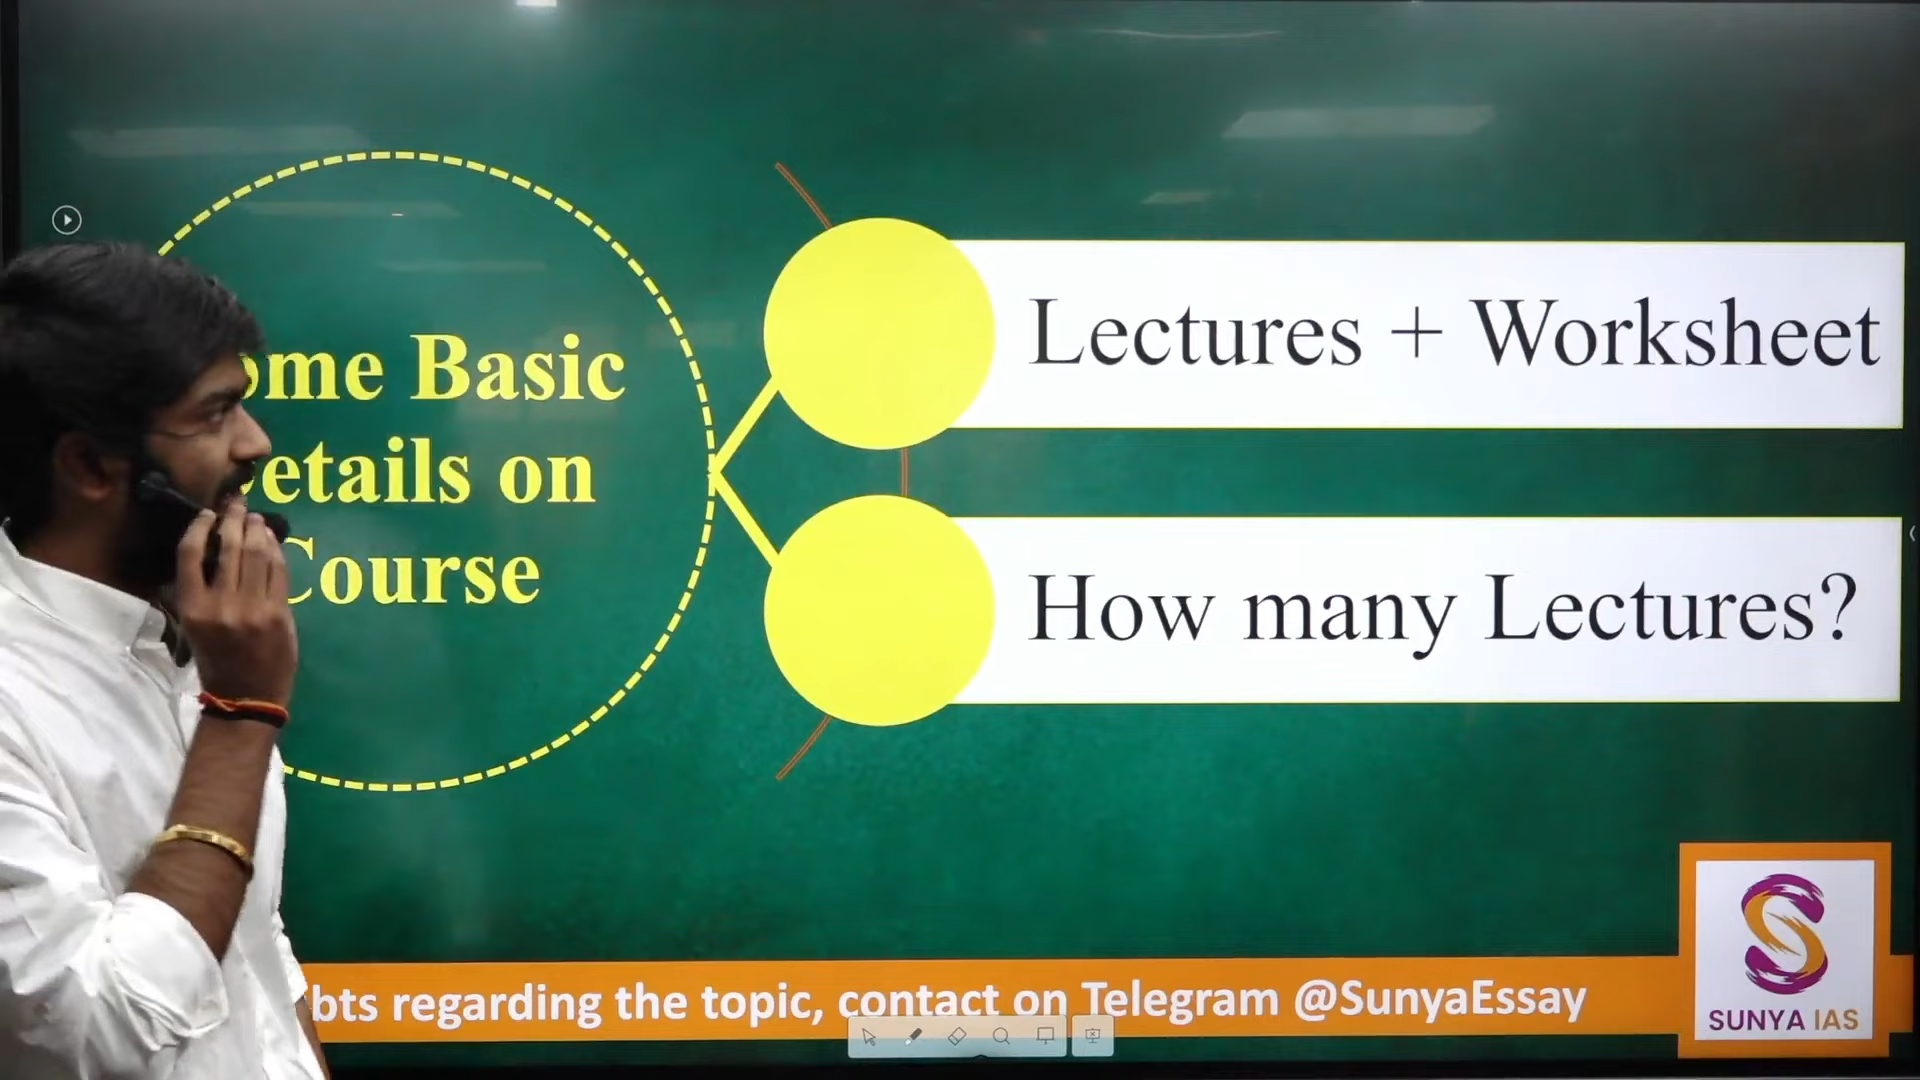 ome Basic
etails on
Course
Lectures + Worksheet
How many Lectures?
bts regarding the topic, contact on Telegram @SunyaEssay
SUNYA IAS